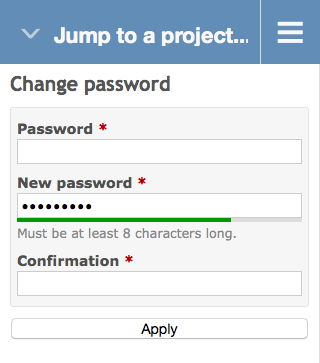 Jump to a project...
Change password
Password *
New password *
•••••••••
Must be at least 8 characters long.
Confirmation *
Apply